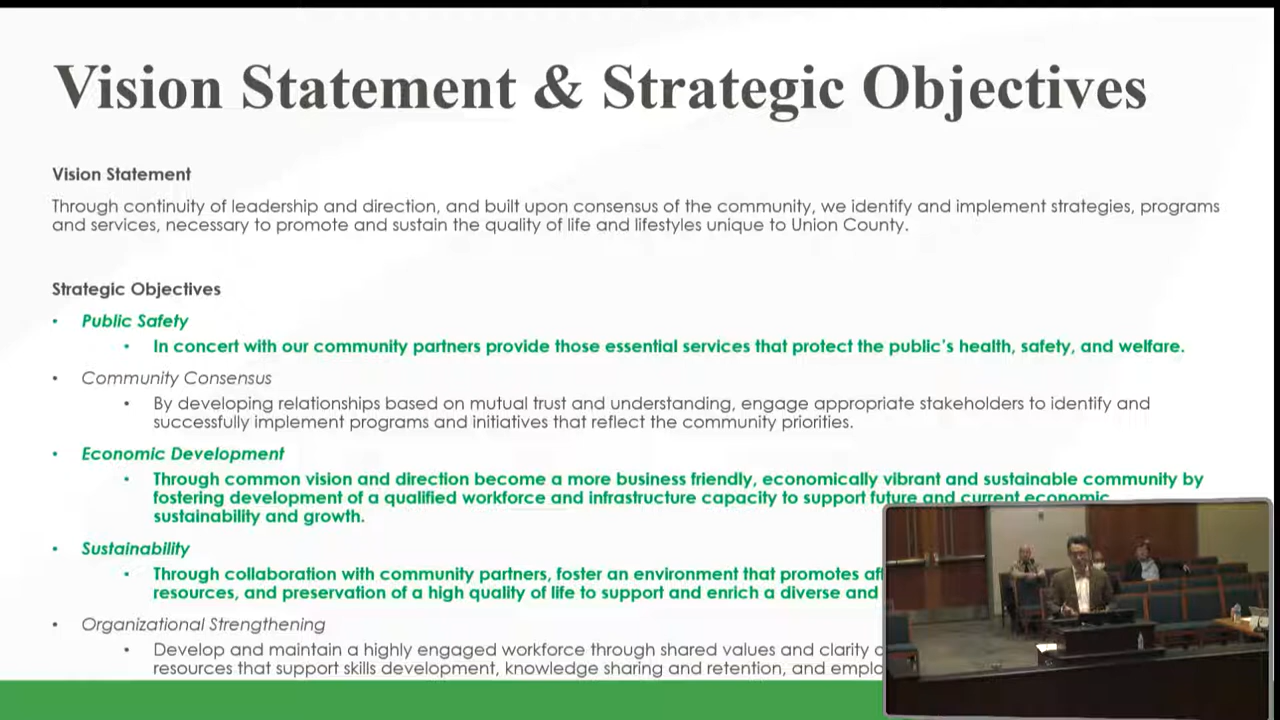 Vision Statement & Strategic Objectives
Vision Statement
Through continuity of leadership and direction, and built upon consensus of the community, we identify and implement strategies, programs
and services, necessary to promote and sustain the quality of life and lifestyles unique to Union County.
Strategic Objectives
• Public Safety
• In concert with our community partners provide those essential services that protect the public's health, safety, and welfare.
• Community Consensus
• By developing relationships based on mutual trust and understanding, engage appropriate stakeholders to identify and
successfully implement programs and initiatives that reflect the community priorities.
• Economic Development
• Through common vision and direction become a more business friendly, economically vibrant and sustainable community by
fostering development of a qualified workforce and infrastructure capacity to support future and current economic
sustainability and growth.
• Sustainability
• Through collaboration with community partners, foster an environment that promotes
resources, and preservation of a high quality of life to support and enrich a diverse and
• Organizational Strengthening
• Develop and maintain a highly engaged workforce through shared values and clarity
resources that support skills development, knowledge sharing and retention, and